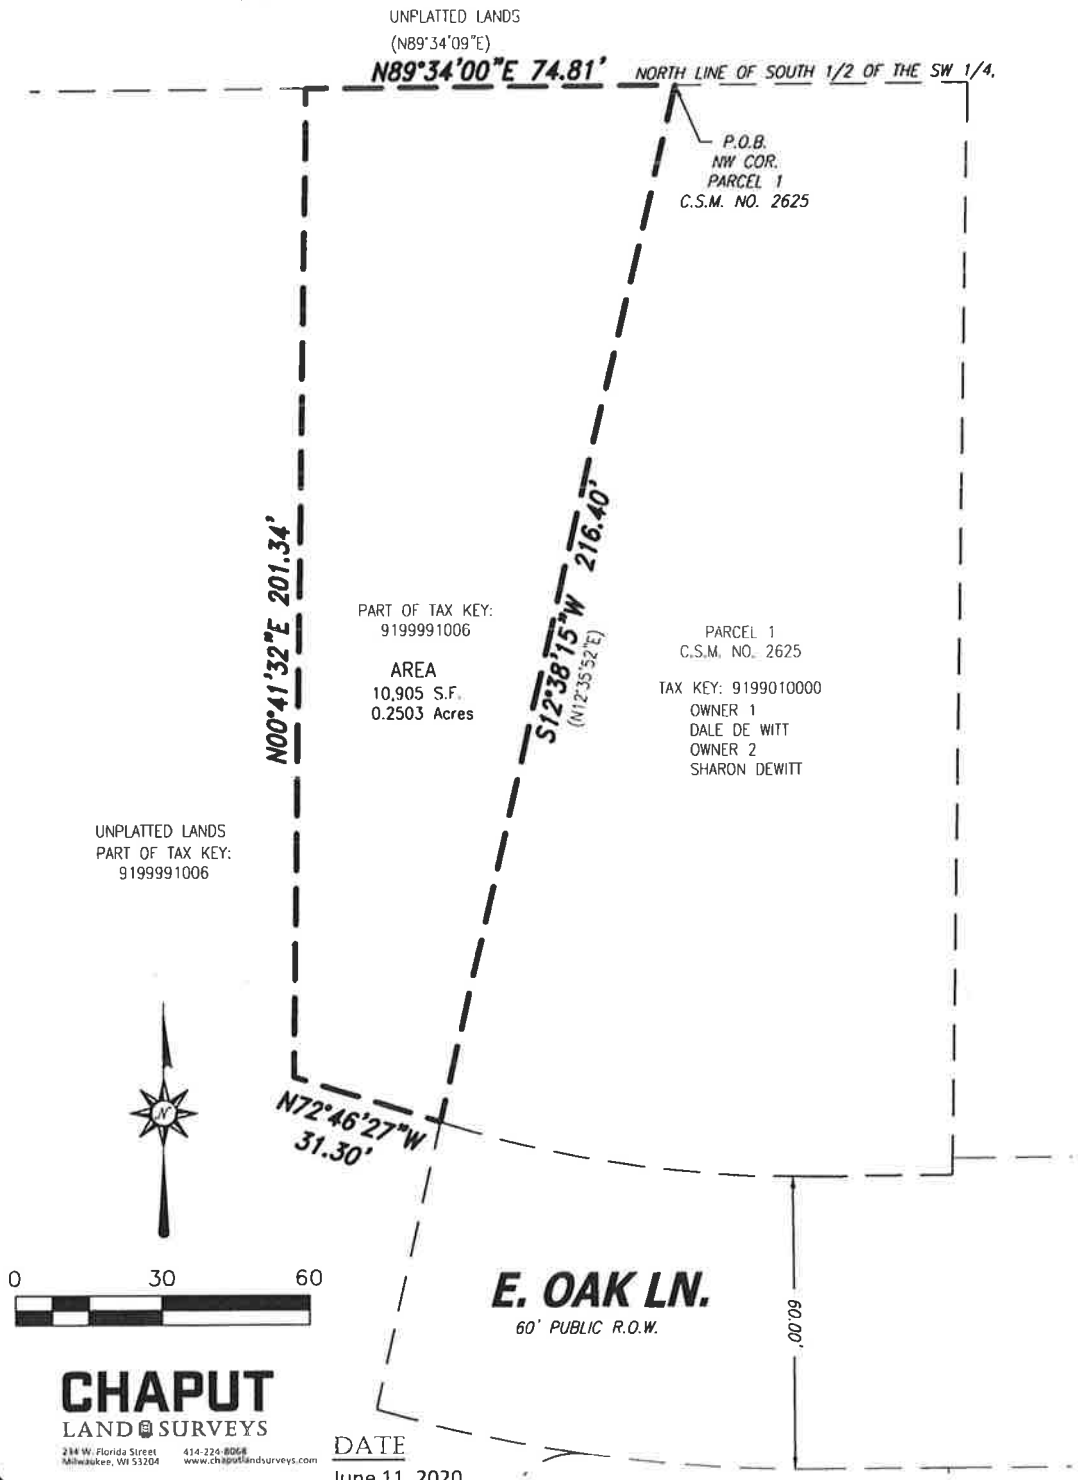 UNPLATTED LANDS
(N89°34'09"E)
N89°34'00"E 74.81'
NORTH LINE OF SOUTH 1/2 OF THE SW 1/4,
P.O.B.
NW COR.
PARCEL 1
C.S.M. NO. 2625
N00°41'32"E 201.34'
S12°38'15"W 216.40'
(N12°35'52"E)
PART OF TAX KEY:
9199991006
AREA
10,905 S.F.
0.2503 Acres
PARCEL 1
C.S.M. NO. 2625
TAX KEY: 9199010000
OWNER 1
DALE DE WITT
OWNER 2
SHARON DEWITT
UNPLATTED LANDS
PART OF TAX KEY:
9199991006
N
N72°46'27"W
31.30'
0 30 60
E. OAK LN.
60' PUBLIC R.O.W.
60.00'
CHAPUT
LAND SURVEYS
234 W. Florida Street 414-224-8068
Milwaukee, WI 53204 www.chaputlandsurveys.com
DATE
June 11, 2020